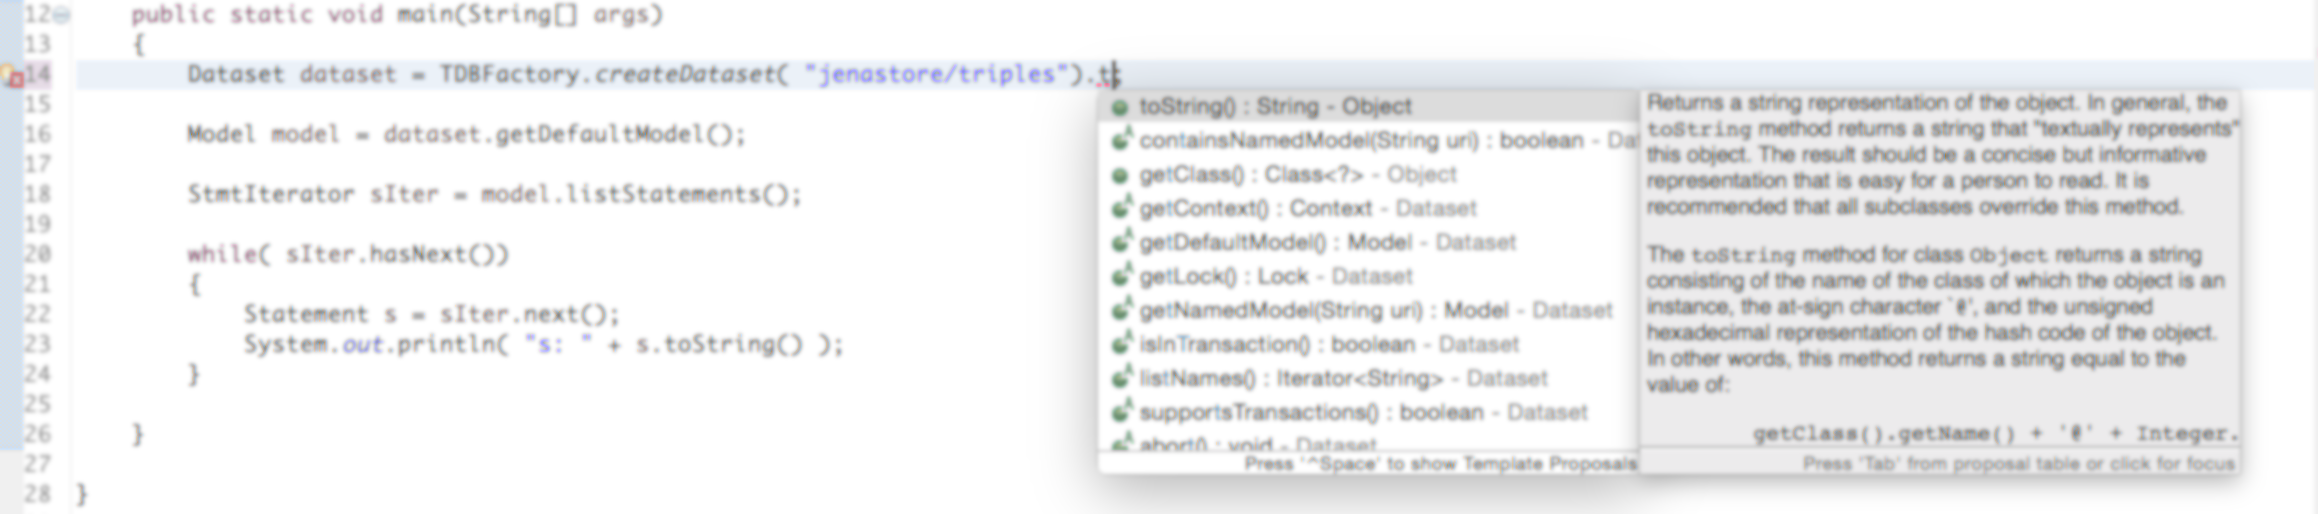 12 public static void main(String[] args)
13 {
14 Dataset dataset = TDBFactory.createDataset( "jenastore/triples").t;
15
16 Model model = dataset.getDefaultModel();
17
18 StmtIterator sIter = model.listStatements();
19
20 while( sIter.hasNext())
21 {
22 Statement s = sIter.next();
23 System.out.println( "s: " + s.toString() );
24 }
25
26 }
27
28 }
toString() : String - Object
containsNamedModel(String uri) : boolean - Da
getClass() : Class<?> - Object
getContext() : Context - Dataset
getDefaultModel() : Model - Dataset
getLock() : Lock - Dataset
getNamedModel(String uri) : Model - Dataset
isInTransaction() : boolean - Dataset
listNames() : Iterator<String> - Dataset
supportsTransactions() : boolean - Dataset
abort() : void - Dataset
Press '^Space' to show Template Proposals
Returns a string representation of the object. In general, the
toString method returns a string that "textually represents"
this object. The result should be a concise but informative
representation that is easy for a person to read. It is
recommended that all subclasses override this method.
The toString method for class Object returns a string
consisting of the name of the class of which the object is an
instance, the at-sign character `@', and the unsigned
hexadecimal representation of the hash code of the object.
In other words, this method returns a string equal to the
value of:
getClass().getName() + '@' + Integer.
Press 'Tab' from proposal table or click for focus